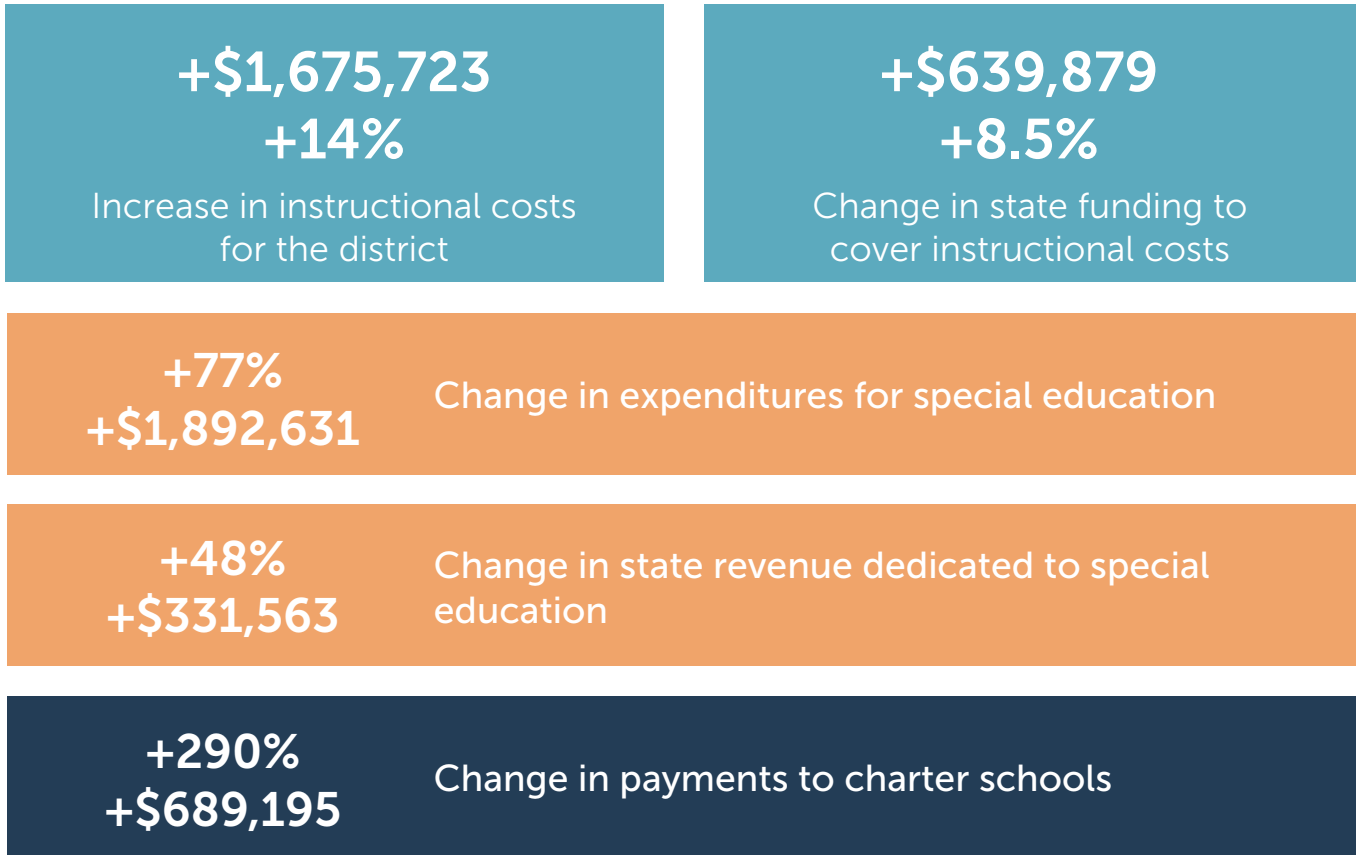 +$1,675,723
+14%
Increase in instructional costs
for the district
+$639,879
+8.5%
Change in state funding to
cover instructional costs
+77%
+$1,892,631
Change in expenditures for special education
+48%
+$331,563
Change in state revenue dedicated to special
education
+290%
+$689,195
Change in payments to charter schools